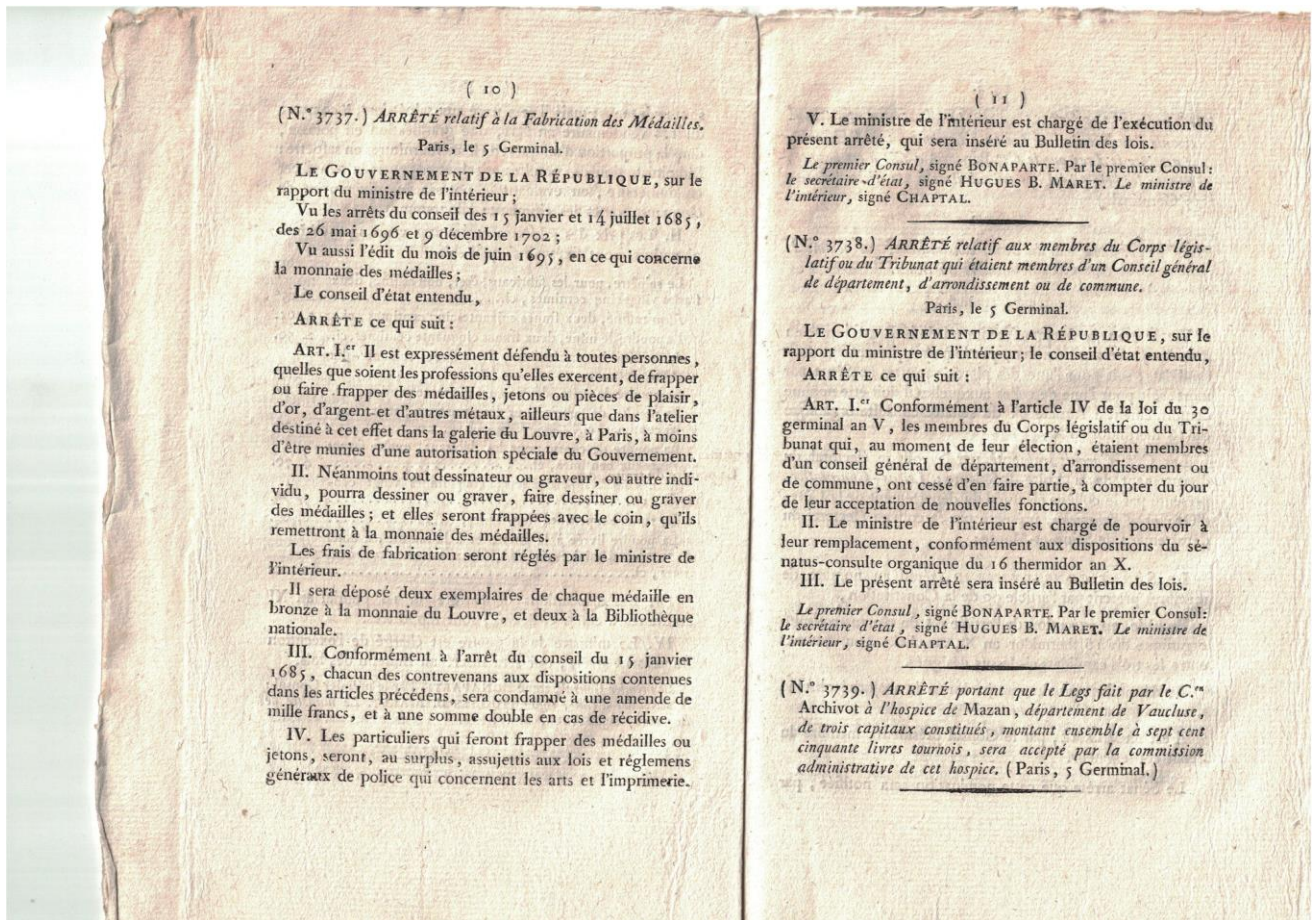 ( 10 )
(N.° 3737.) ARRÊTÉ relatif à la Fabrication des Médailles.
Paris, le 5 Germinal.
LE GOUVERNEMENT DE LA RÉPUBLIQUE, sur le
rapport du ministre de l'intérieur ;
Vu les arrêts du conseil des 15 janvier et 14 juillet 1685,
des 26 mai 1696 et 9 décembre 1702 ;
Vu aussi l'édit du mois de juin 1695, en ce qui concerne
la monnaie des médailles ;
Le conseil d'état entendu,
ARRÊTE ce qui suit :
ART. I.er Il est expressément défendu à toutes personnes,
quelles que soient les professions qu'elles exercent, de frapper
ou faire frapper des médailles, jetons ou pièces de plaisir,
d'or, d'argent et d'autres métaux, ailleurs que dans l'atelier
destiné à cet effet dans la galerie du Louvre, à Paris, à moins
d'être munies d'une autorisation spéciale du Gouvernement.
II. Néanmoins tout dessinateur ou graveur, ou autre indi-
vidu, pourra dessiner ou graver, faire dessiner ou graver
des médailles ; et elles seront frappées avec le coin, qu'ils
remettront à la monnaie des médailles.
Les frais de fabrication seront réglés par le ministre de
l'intérieur.
Il sera déposé deux exemplaires de chaque médaille en
bronze à la monnaie du Louvre, et deux à la Bibliothèque
nationale.
III. Conformément à l'arrêt du conseil du 15 janvier
1685, chacun des contrevenans aux dispositions contenues
dans les articles précédens, sera condamné à une amende de
mille francs, et à une somme double en cas de récidive.
IV. Les particuliers qui feront frapper des médailles ou
jetons, seront, au surplus, assujettis aux lois et réglemens
généraux de police qui concernent les arts et l'imprimerie.
( 11 )
V. Le ministre de l'intérieur est chargé de l'exécution du
présent arrêté, qui sera inséré au Bulletin des lois.
Le premier Consul, signé BONAPARTE. Par le premier Consul :
le secrétaire d'état, signé HUGUES B. MARET. Le ministre de
l'intérieur, signé CHAPTAL.
(N.° 3738.) ARRÊTÉ relatif aux membres du Corps légis-
latif ou du Tribunat qui étaient membres d'un Conseil général
de département, d'arrondissement ou de commune.
Paris, le 5 Germinal.
LE GOUVERNEMENT DE LA RÉPUBLIQUE, sur le
rapport du ministre de l'intérieur ; le conseil d'état entendu,
ARRÊTE ce qui suit :
ART. I.er Conformément à l'article IV de la loi du 30
germinal an V, les membres du Corps législatif ou du Tri-
bunat qui, au moment de leur élection, étaient membres
d'un conseil général de département, d'arrondissement ou
de commune, ont cessé d'en faire partie, à compter du jour
de leur acceptation de nouvelles fonctions.
II. Le ministre de l'intérieur est chargé de pourvoir à
leur remplacement, conformément aux dispositions du sé-
natus-consulte organique du 16 thermidor an X.
III. Le présent arrêté sera inséré au Bulletin des lois.
Le premier Consul, signé BONAPARTE. Par le premier Consul:
le secrétaire d'état, signé HUGUES B. MARET. Le ministre de
l'intérieur, signé CHAPTAL.
(N.° 3739.) ARRÊTÉ portant que le Legs fait par le C.en
Archivot à l'hospice de Mazan, département de Vaucluse,
de trois capitaux constitués, montant ensemble à sept cent
cinquante livres tournois, sera accepté par la commission
administrative de cet hospice. (Paris, 5 Germinal.)